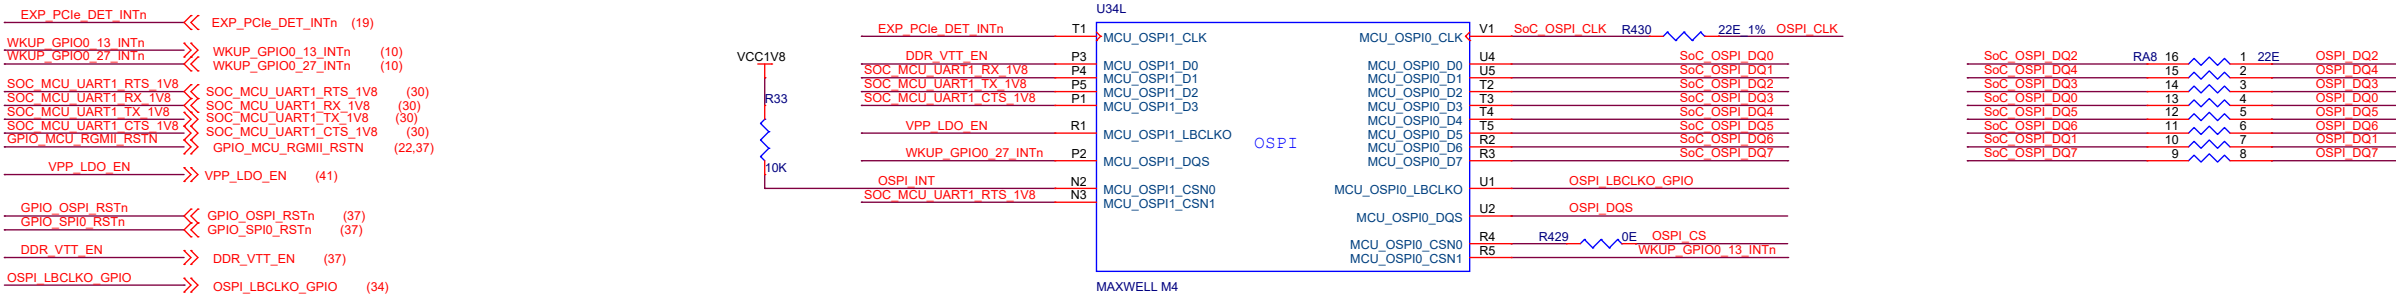 EXP_PCIe_DET_INTn EXP_PCIe_DET_INTn (19)
WKUP_GPIO0_13_INTn WKUP_GPIO0_13_INTn (10)
WKUP_GPIO0_27_INTn WKUP_GPIO0_27_INTn (10)
SOC_MCU_UART1_RTS_1V8 SOC_MCU_UART1_RTS_1V8 (30)
SOC_MCU_UART1_RX_1V8 SOC_MCU_UART1_RX_1V8 (30)
SOC_MCU_UART1_TX_1V8 SOC_MCU_UART1_TX_1V8 (30)
SOC_MCU_UART1_CTS_1V8 SOC_MCU_UART1_CTS_1V8 (30)
GPIO_MCU_RGMII_RSTN GPIO_MCU_RGMII_RSTN (22,37)
VPP_LDO_EN VPP_LDO_EN (41)
GPIO_OSPI_RSTn GPIO_OSPI_RSTn (37)
GPIO_SPI0_RSTn GPIO_SPI0_RSTn (37)
DDR_VTT_EN DDR_VTT_EN (37)
OSPI_LBCLKO_GPIO OSPI_LBCLKO_GPIO (34)
VCC1V8
R33
10K
U34L
EXP_PCIe_DET_INTn T1 MCU_OSPI1_CLK
DDR_VTT_EN P3 MCU_OSPI1_D0
SOC_MCU_UART1_RX_1V8 P4 MCU_OSPI1_D1
SOC_MCU_UART1_TX_1V8 P5 MCU_OSPI1_D2
SOC_MCU_UART1_CTS_1V8 P1 MCU_OSPI1_D3
VPP_LDO_EN R1 MCU_OSPI1_LBCLKO
WKUP_GPIO0_27_INTn P2 MCU_OSPI1_DQS
OSPI_INT N2 MCU_OSPI1_CSN0
SOC_MCU_UART1_RTS_1V8 N3 MCU_OSPI1_CSN1
OSPI
MCU_OSPI0_CLK V1 SoC_OSPI_CLK R430 22E_1% OSPI_CLK
MCU_OSPI0_D0 U4 SoC_OSPI_DQ0
MCU_OSPI0_D1 U5 SoC_OSPI_DQ1
MCU_OSPI0_D2 T2 SoC_OSPI_DQ2
MCU_OSPI0_D3 T3 SoC_OSPI_DQ3
MCU_OSPI0_D4 T4 SoC_OSPI_DQ4
MCU_OSPI0_D5 T5 SoC_OSPI_DQ5
MCU_OSPI0_D6 R2 SoC_OSPI_DQ6
MCU_OSPI0_D7 R3 SoC_OSPI_DQ7
MCU_OSPI0_LBCLKO U1 OSPI_LBCLKO_GPIO
MCU_OSPI0_DQS U2 OSPI_DQS
MCU_OSPI0_CSN0 R4 R429 0E OSPI_CS
MCU_OSPI0_CSN1 R5 WKUP_GPIO0_13_INTn
MAXWELL M4
SoC_OSPI_DQ2 RA8 16 1 22E OSPI_DQ2
SoC_OSPI_DQ4 15 2 OSPI_DQ4
SoC_OSPI_DQ3 14 3 OSPI_DQ3
SoC_OSPI_DQ0 13 4 OSPI_DQ0
SoC_OSPI_DQ5 12 5 OSPI_DQ5
SoC_OSPI_DQ6 11 6 OSPI_DQ6
SoC_OSPI_DQ1 10 7 OSPI_DQ1
SoC_OSPI_DQ7 9 8 OSPI_DQ7